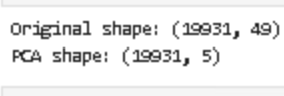 Original shape: (19931, 49)
PCA shape: (19931, 5)